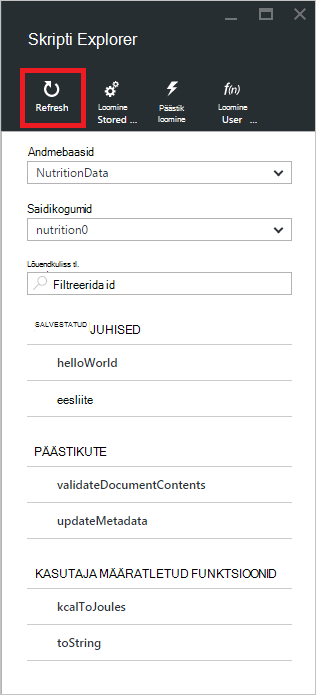 Skripti Explorer
Refresh
Loomine
Stored ...
Päästik
loomine
f(n)
Loomine
User ...
Andmebaasid
NutritionData
Saidikogumid
nutrition0
Lõuendkuliss tl.
Filtreerida id
SALVESTATUD JUHISED
helloWorld
eesliite
PÄÄSTIKUTE
validateDocumentContents
updateMetadata
KASUTAJA MÄÄRATLETUD FUNKTSIOONID
kcalToJoules
toString